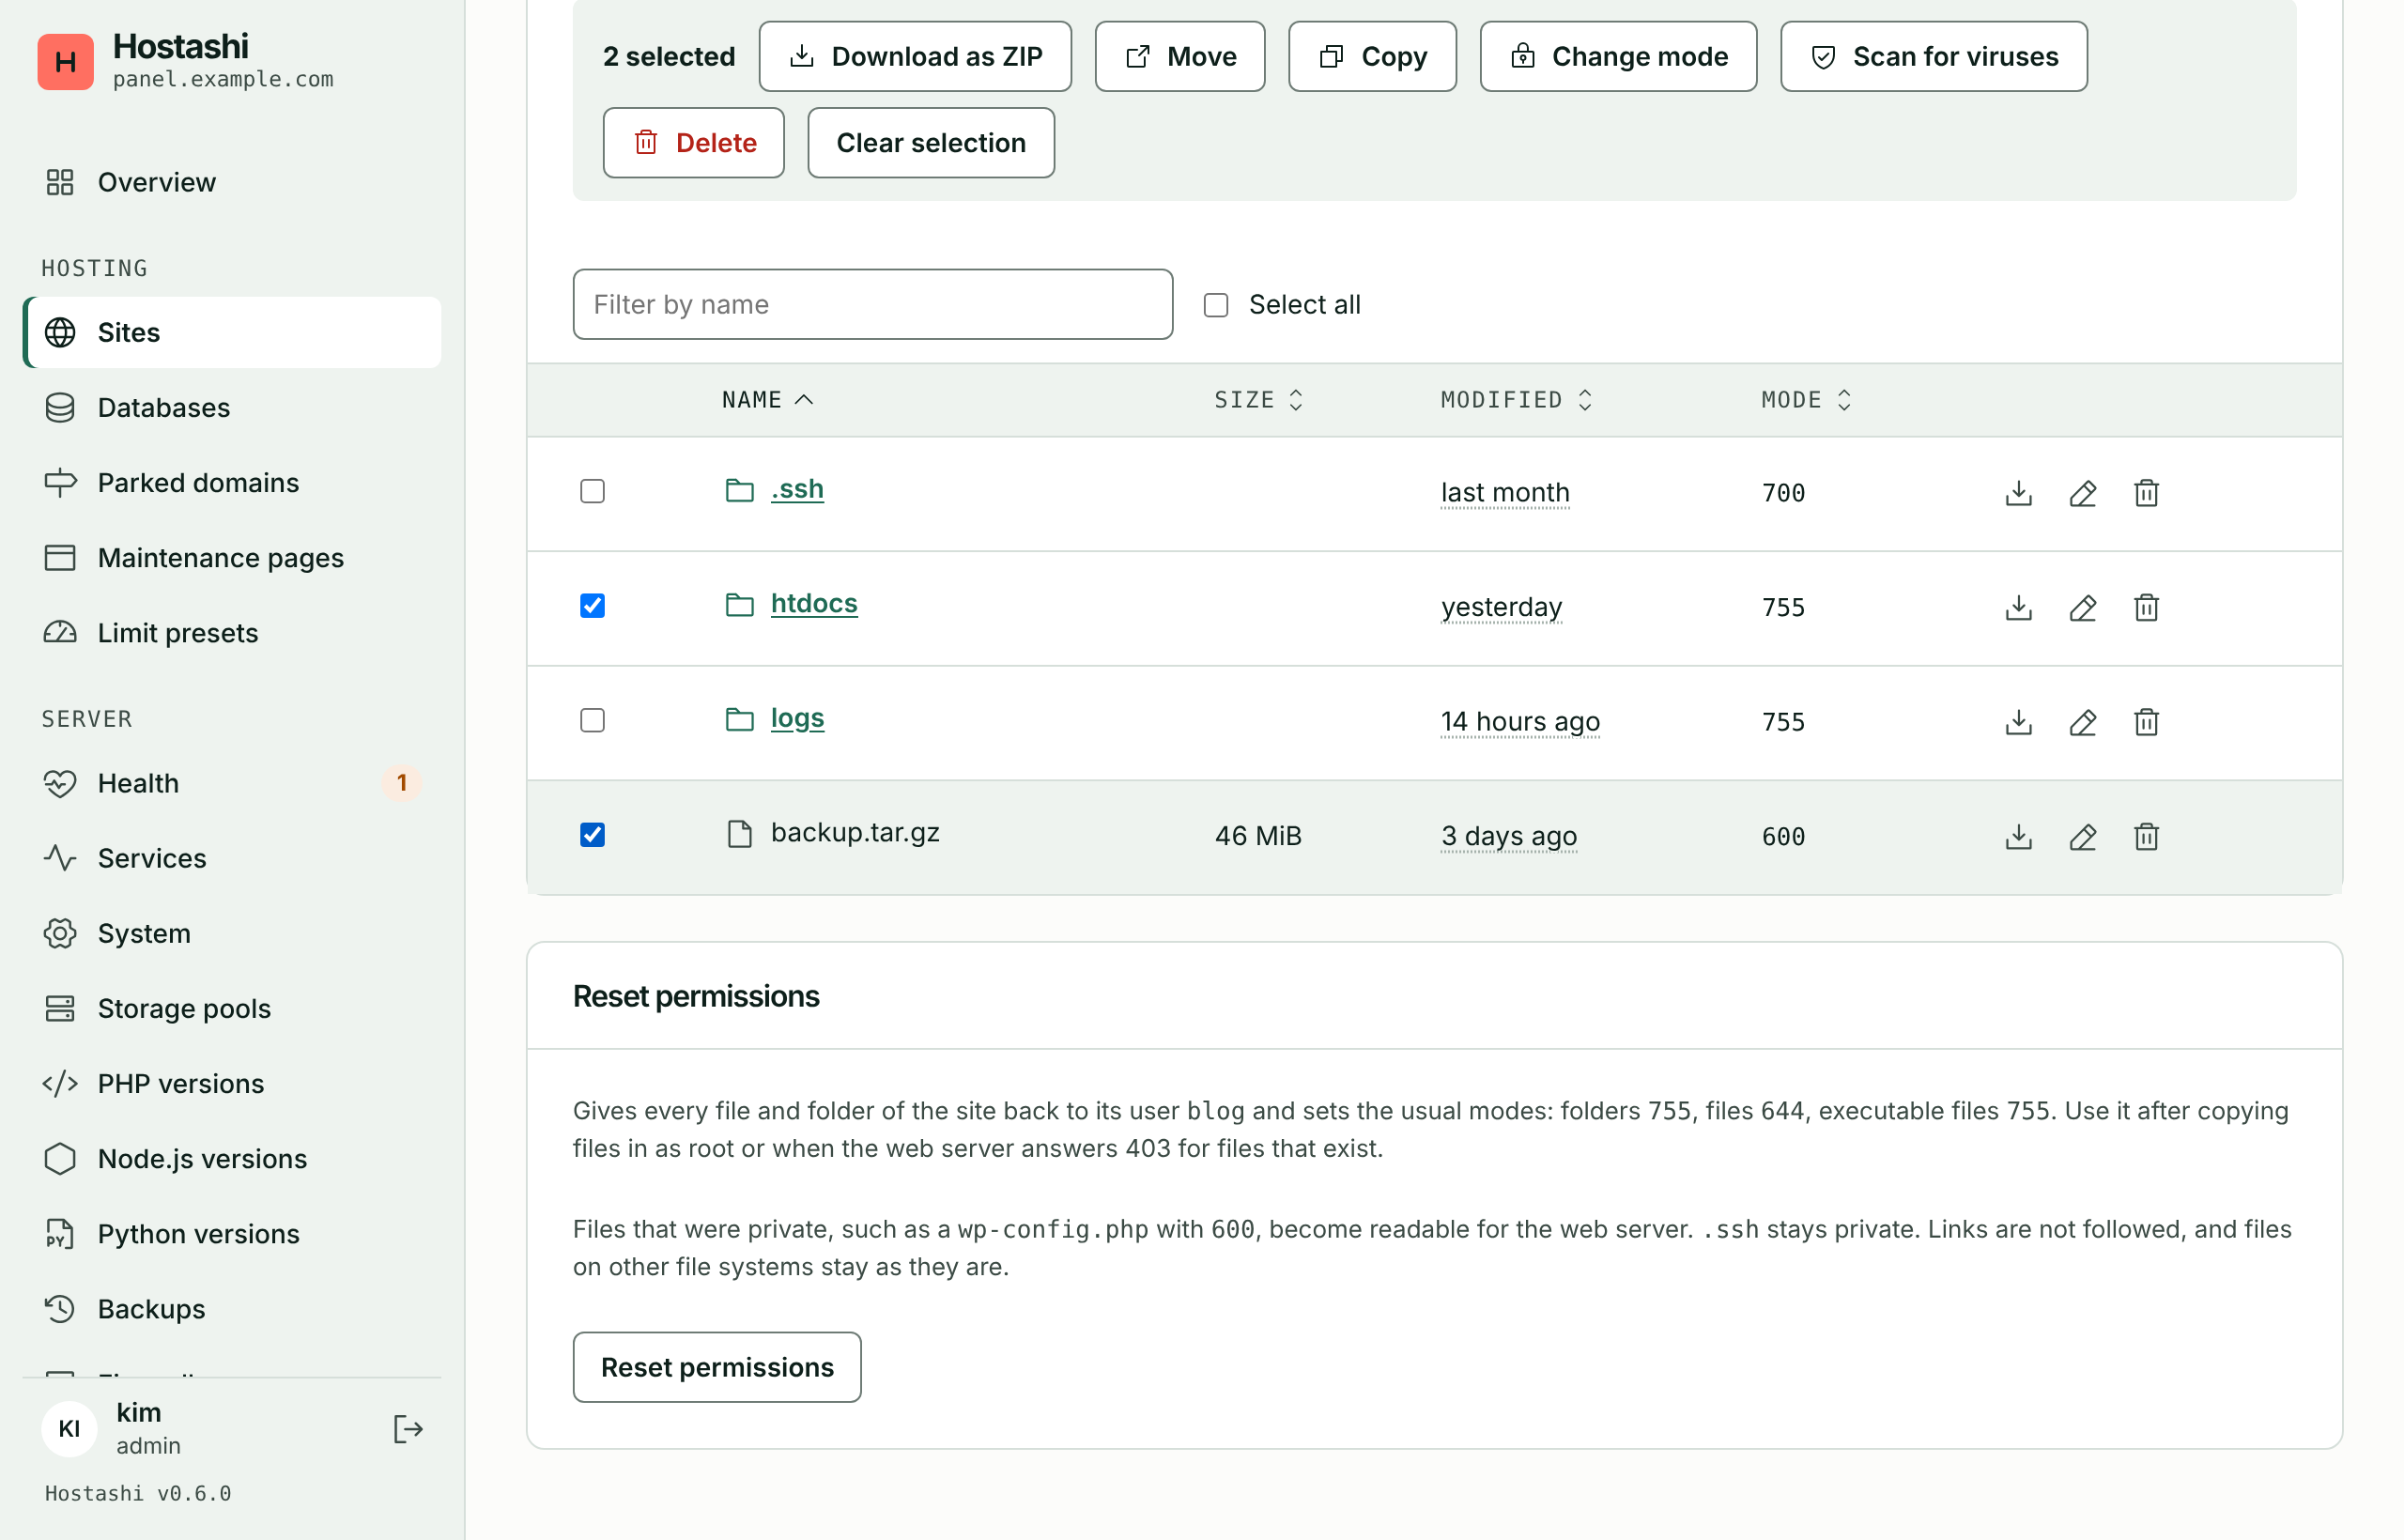 H
Hostashi
panel.example.com
Overview
HOSTING
Sites
Databases
Parked domains
Maintenance pages
Limit presets
SERVER
Health 1
Services
System
Storage pools
PHP versions
Node.js versions
PY Python versions
Backups
KI
kim
admin
Hostashi v0.6.0
2 selected Download as ZIP Move Copy Change mode Scan for viruses
Delete Clear selection
Filter by name Select all
NAME SIZE MODIFIED MODE
.ssh last month 700
htdocs yesterday 755
logs 14 hours ago 755
backup.tar.gz 46 MiB 3 days ago 600
Reset permissions
Gives every file and folder of the site back to its user blog and sets the usual modes: folders 755, files 644, executable files 755. Use it after copying
files in as root or when the web server answers 403 for files that exist.
Files that were private, such as a wp-config.php with 600, become readable for the web server. .ssh stays private. Links are not followed, and files
on other file systems stay as they are.
Reset permissions